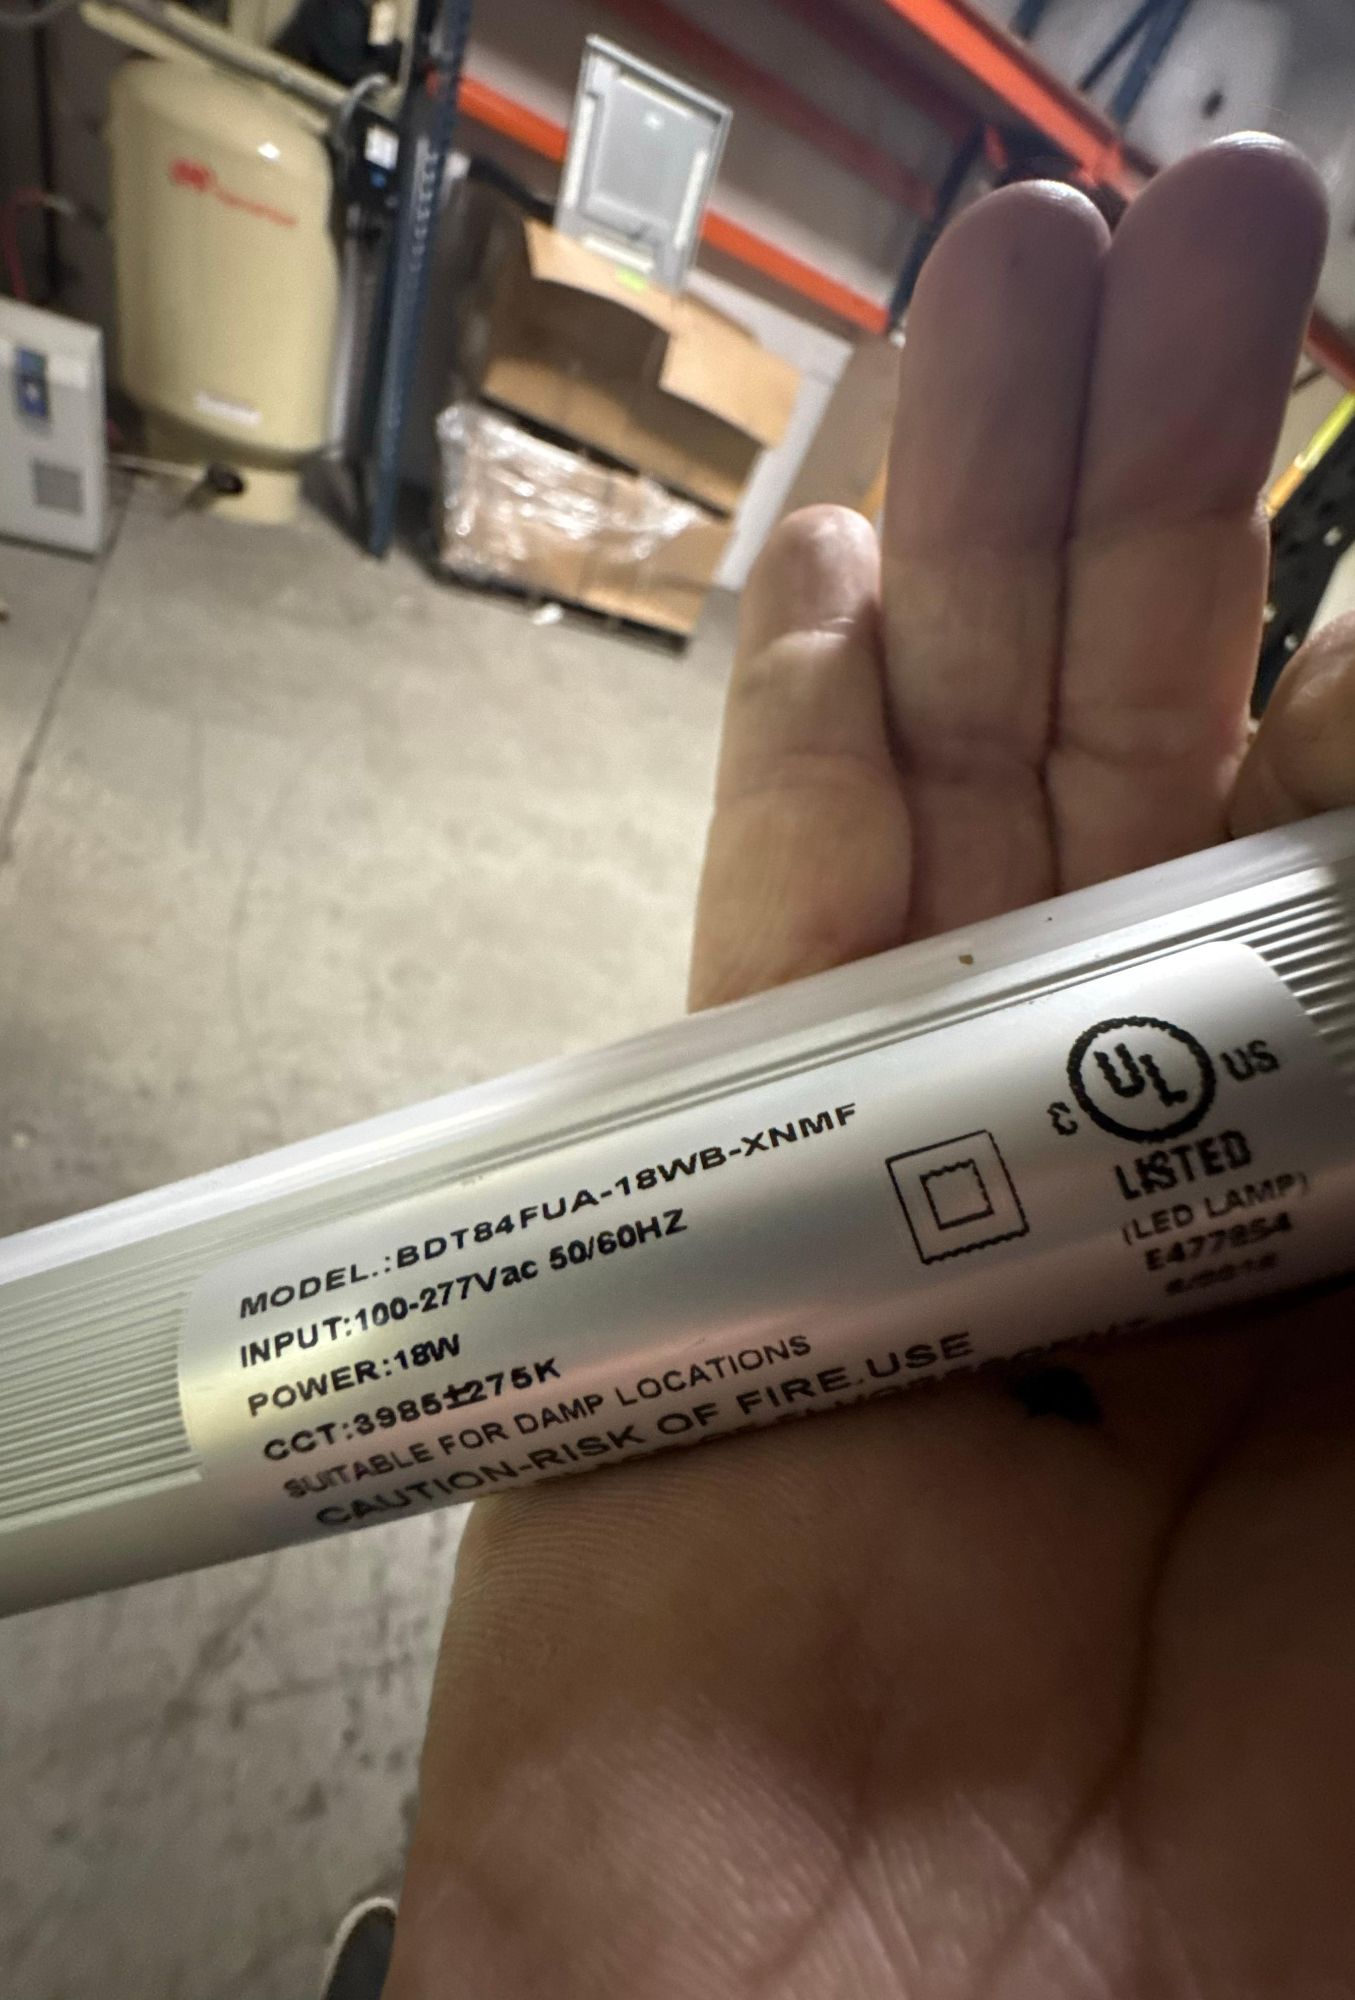 MODEL.:BDT84FUA-18WB-XNMF
INPUT:100-277Vac 50/60HZ
POWER:18W
CCT:3985±275K
SUITABLE FOR DAMP LOCATIONS
CAUTION-RISK OF FIRE.USE
c UL US
LISTED
(LED LAMP)
E477854